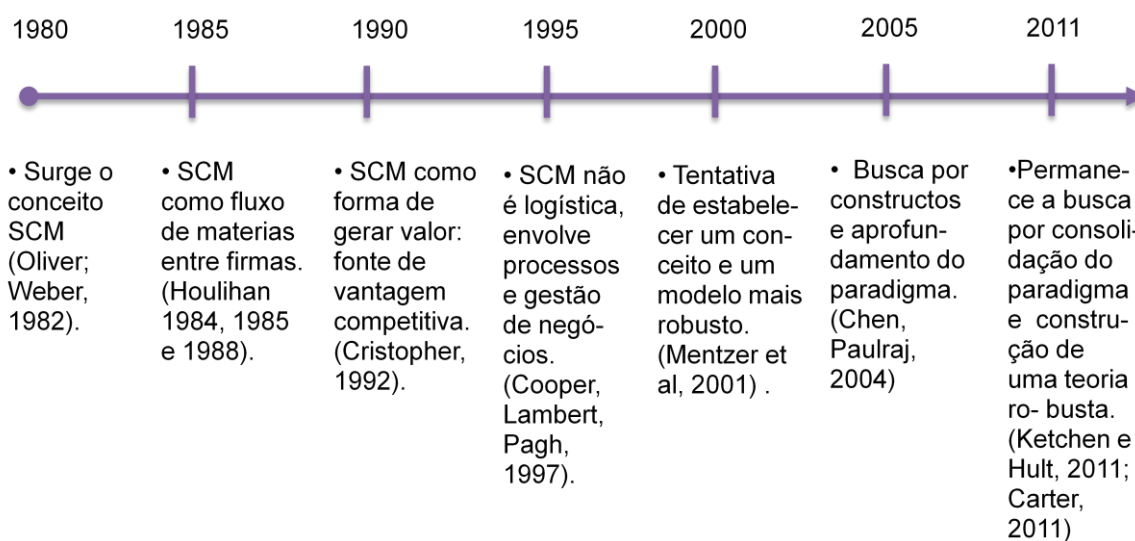 1980
1985
1990
1995
2000
2005
2011
• Surge o
conceito
SCM
(Oliver;
Weber,
1982).
• SCM
como fluxo
de materias
entre firmas.
(Houlihan
1984, 1985
e 1988).
• SCM como
forma de
gerar valor:
fonte de
vantagem
competitiva.
(Cristopher,
1992).
• SCM não
é logística,
envolve
processos
e gestão
de negó-
cios.
(Cooper,
Lambert,
Pagh,
1997).
• Tentativa
de estabele-
cer um con-
ceito e um
modelo mais
robusto.
(Mentzer et
al, 2001) .
• Busca por
constructos
e aprofun-
damento do
paradigma.
(Chen,
Paulraj,
2004)
•Permane-
ce a busca
por consoli-
dação do
paradigma
e constru-
ção de
uma teoria
ro- busta.
(Ketchen e
Hult, 2011;
Carter,
2011)